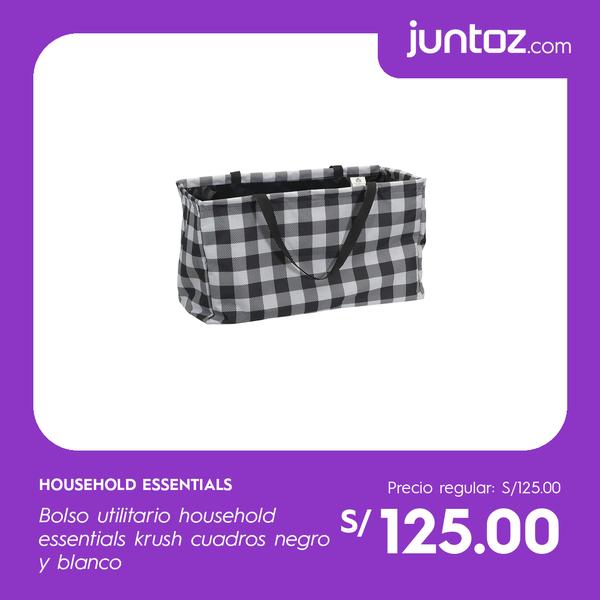 juntoz.com
HOUSEHOLD ESSENTIALS
Bolso utilitario household
essentials krush cuadros negro
y blanco
Precio regular: S/125.00
S/ 125.00